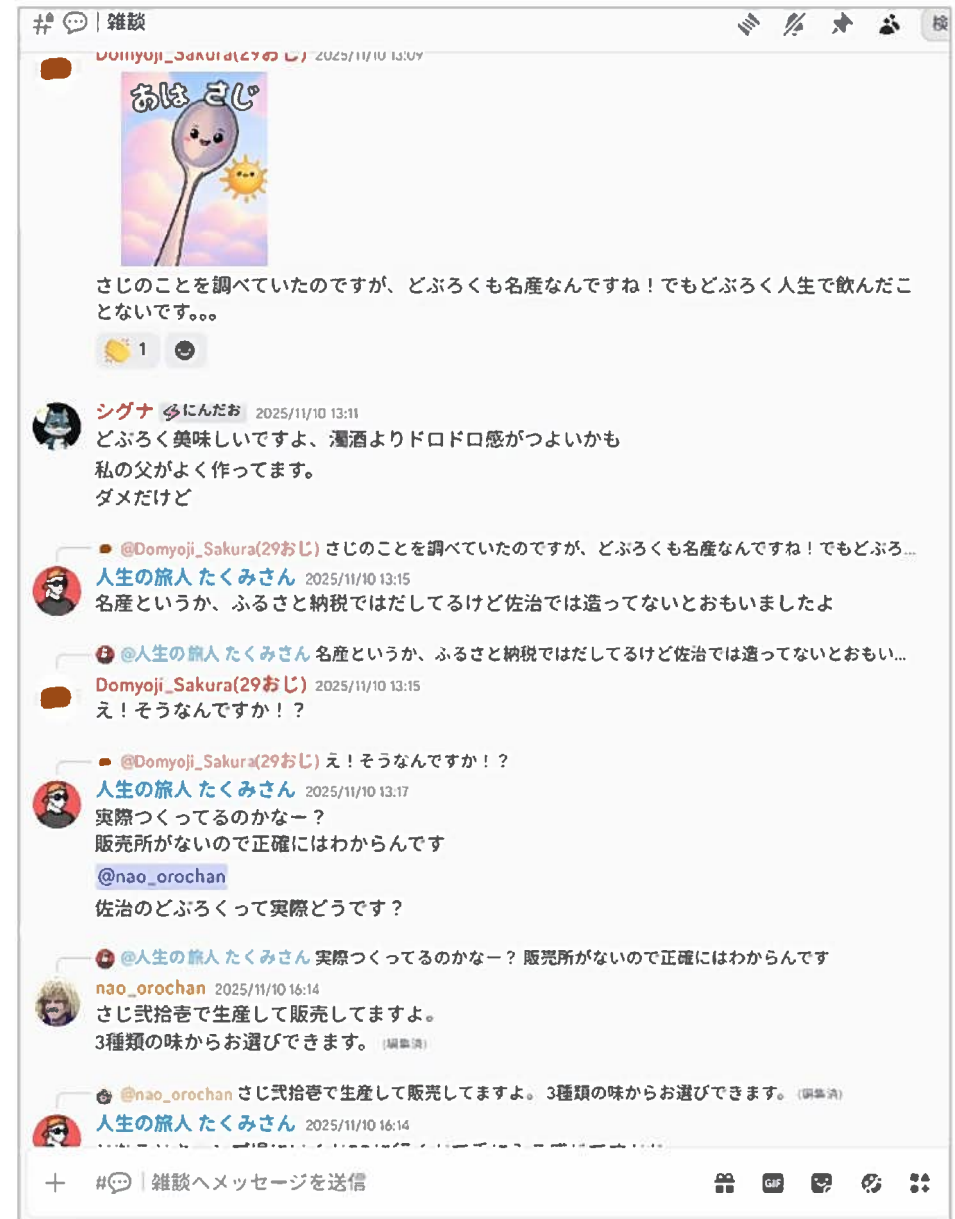 雑談
検
Domyoji_Sakura(29おじ) 2025/11/10 13:09
おは さじ
さじのことを調べていたのですが、どぶろくも名産なんですね！でもどぶろく人生で飲んだこ
とないです。。。
1
シグナ にんだお 2025/11/10 13:11
どぶろく美味しいですよ、濁酒よりドロドロ感がつよいかも
私の父がよく作ってます。
ダメだけど
@Domyoji_Sakura(29おじ) さじのことを調べていたのですが、どぶろくも名産なんですね！でもどぶろ...
人生の旅人 たくみさん 2025/11/10 13:15
名産というか、ふるさと納税ではだしてるけど佐治では造ってないとおもいましたよ
@人生の旅人 たくみさん 名産というか、ふるさと納税ではだしてるけど佐治では造ってないとおもい...
Domyoji_Sakura(29おじ) 2025/11/10 13:15
え！そうなんですか！？
@Domyoji_Sakura(29おじ) え！そうなんですか！？
人生の旅人 たくみさん 2025/11/10 13:17
実際つくってるのかなー？
販売所がないので正確にはわからんです
@nao_orochan
佐治のどぶろくって実際どうです？
@人生の旅人 たくみさん 実際つくってるのかなー？ 販売所がないので正確にはわからんです
nao_orochan 2025/11/10 16:14
さじ弐拾壱で生産して販売してますよ。
3種類の味からお選びできます。 (編集済)
@nao_orochan さじ弐拾壱で生産して販売してますよ。 3種類の味からお選びできます。 (編集済)
人生の旅人 たくみさん 2025/11/10 16:14
#💬｜雑談へメッセージを送信
GIF